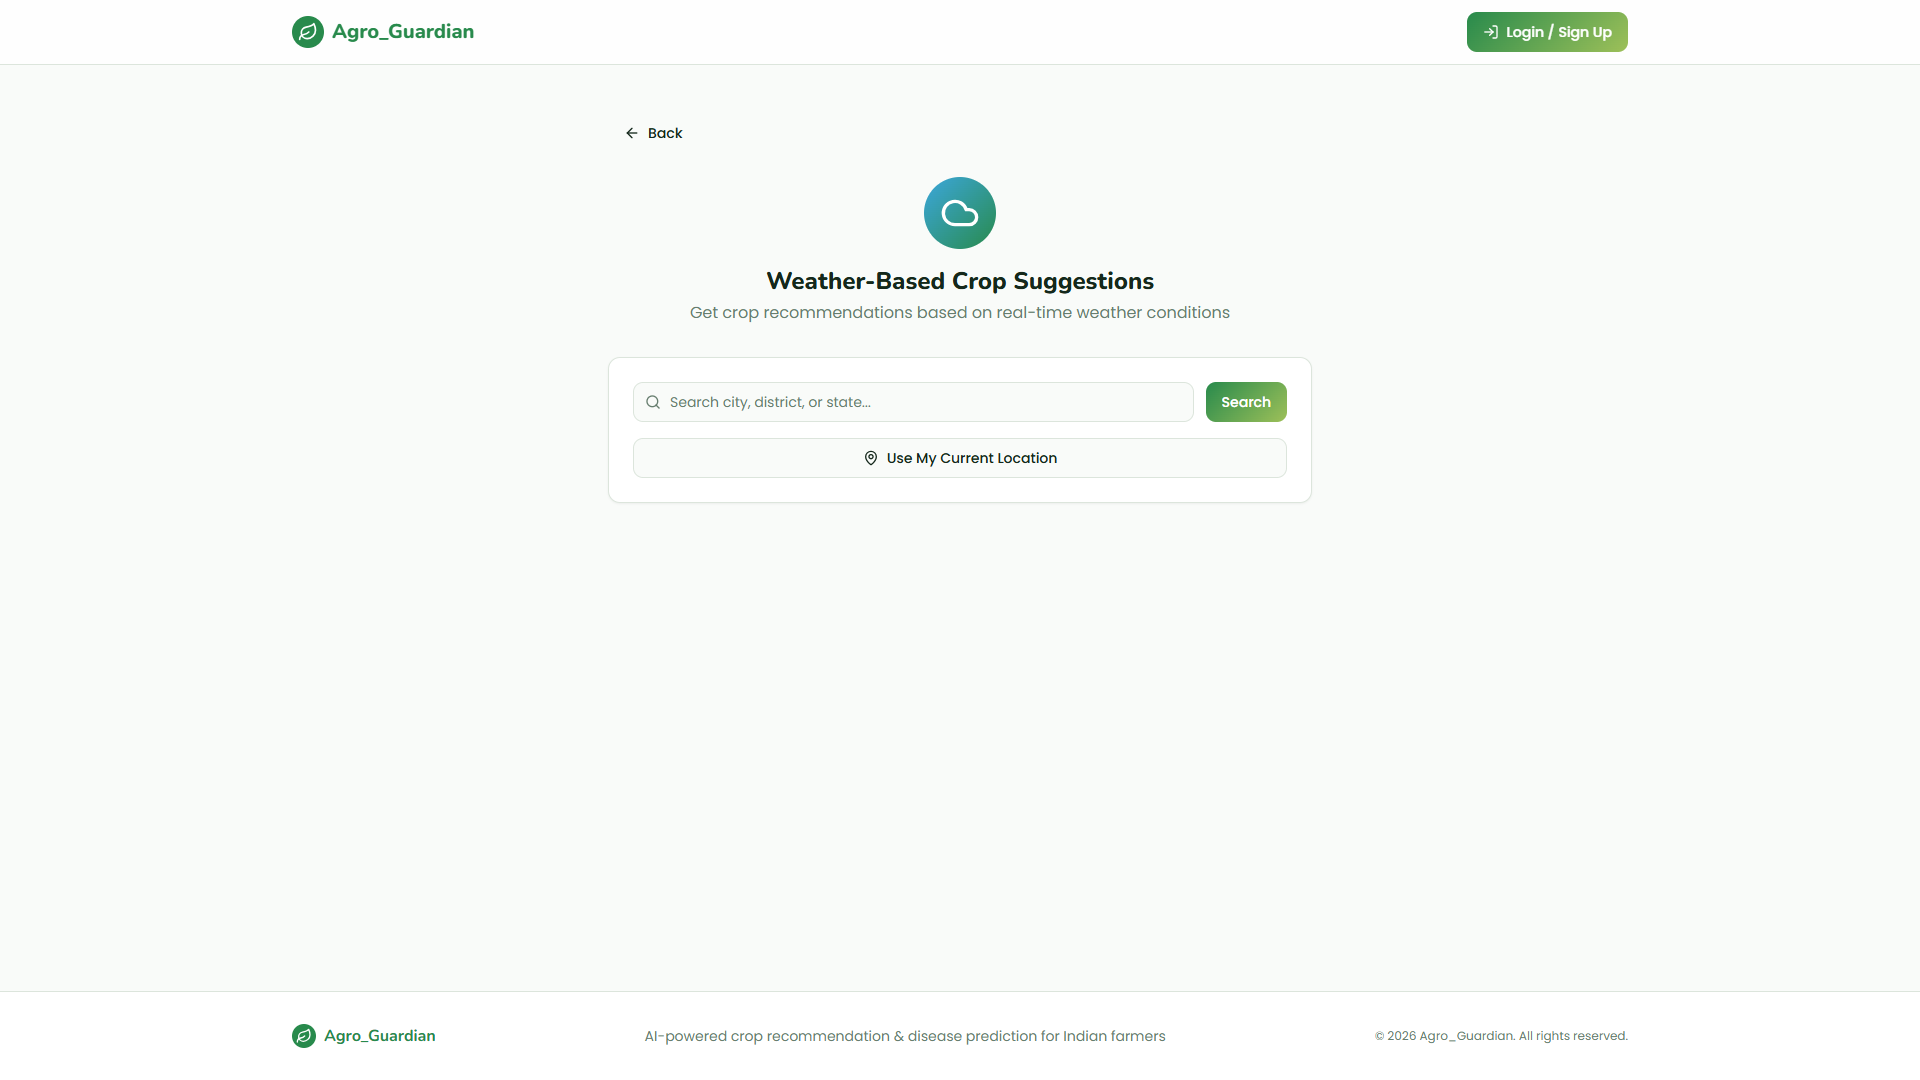 Agro_Guardian
Login / Sign Up
Back
Weather-Based Crop Suggestions
Get crop recommendations based on real-time weather conditions
Search city, district, or state...
Search
Use My Current Location
Agro_Guardian
AI-powered crop recommendation & disease prediction for Indian farmers
© 2026 Agro_Guardian. All rights reserved.